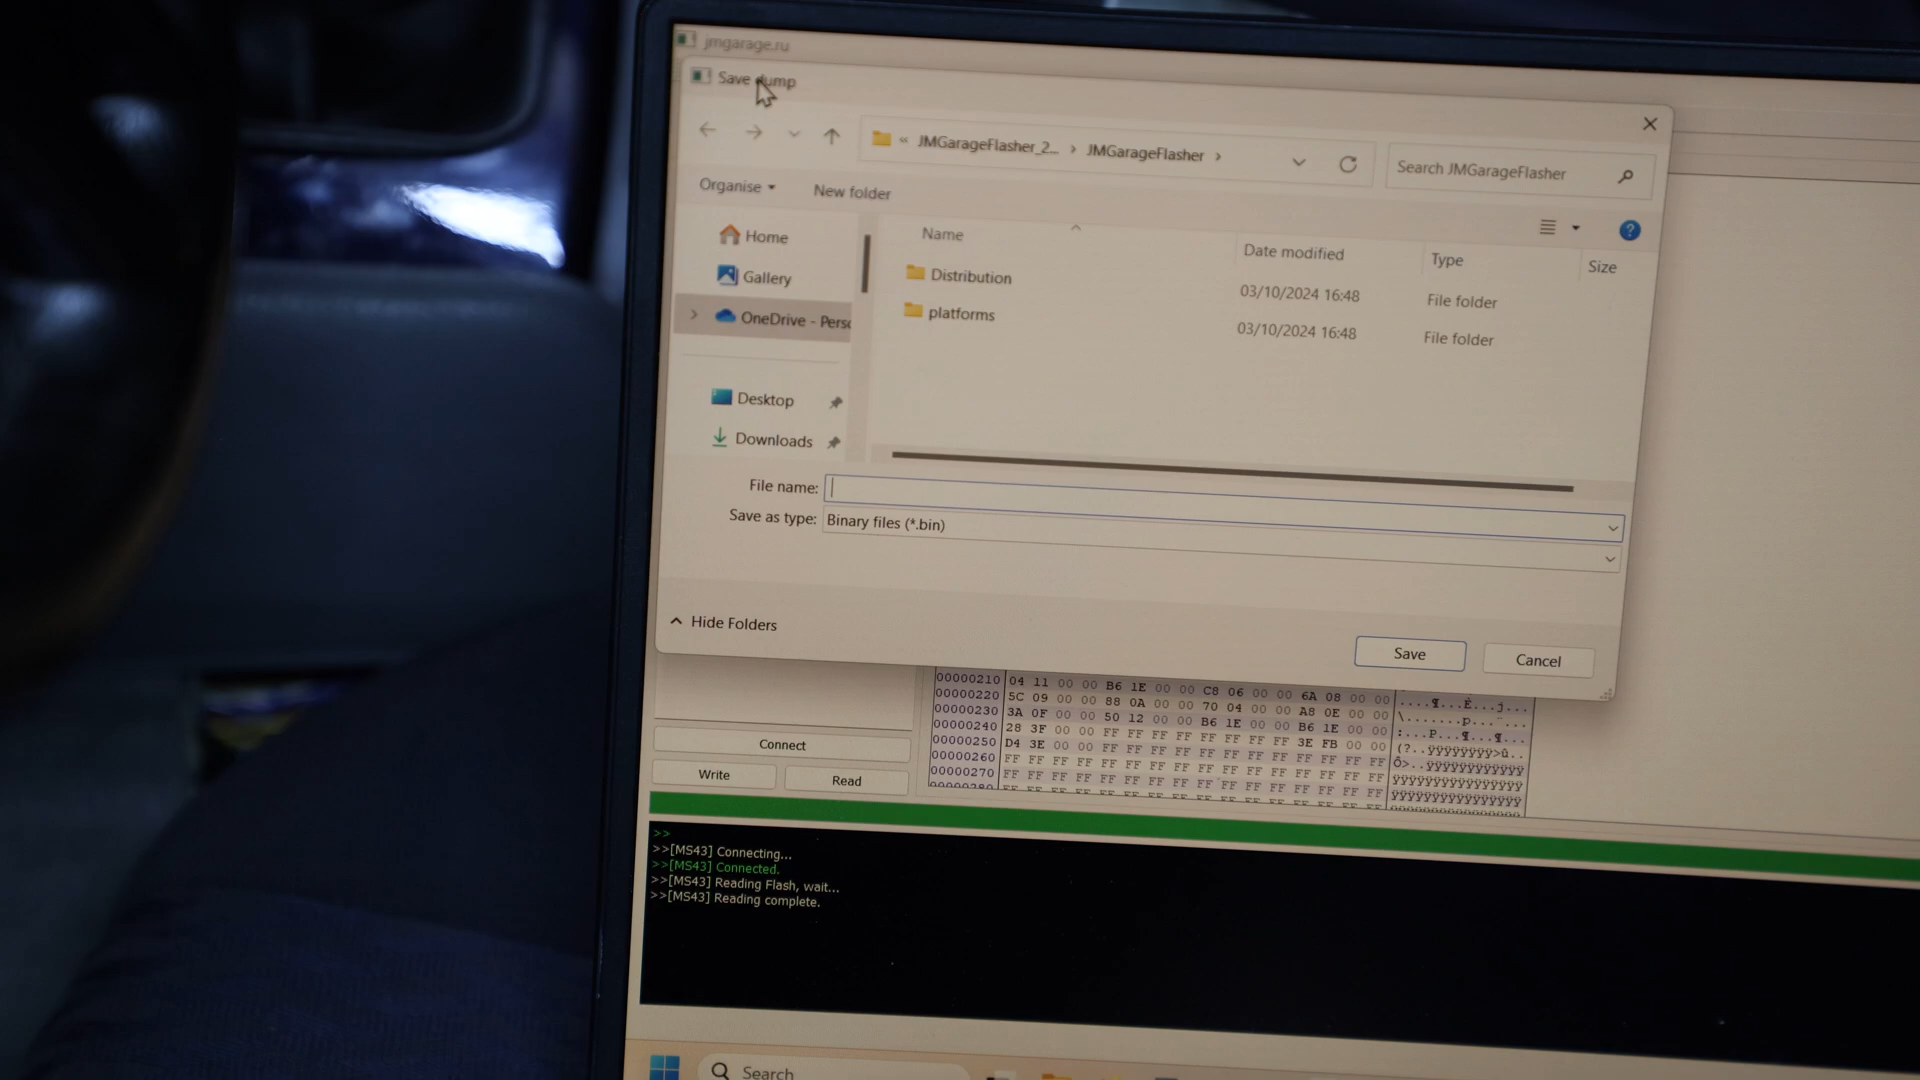 jmgarage.ru
Save dump
« JMGarageFlasher_2... › JMGarageFlasher ›
Search JMGarageFlasher
Organise
New folder
Home
Gallery
OneDrive - Perso
Desktop
Downloads
Name
Date modified
Type
Size
Distribution
03/10/2024 16:48
File folder
platforms
03/10/2024 16:48
File folder
File name:
Save as type: Binary files (*.bin)
Hide Folders
Save
Cancel
00000210 04 11 00 00 B6 1E 00 00 C8 06 00 00 6A 08 00 00 ....¶...È...j...
00000220 5C 09 00 00 88 0A 00 00 70 04 00 00 A8 0E 00 00
00000230 3A 0F 00 00 50 12 00 00 B6 1E 00 00 B6 1E 00 00 :...P...¶...¶...
00000240 28 3F 00 00 FF FF FF FF FF FF FF FF 3E FB 00 00 (?..ÿÿÿÿÿÿÿÿ>û..
00000250 D4 3E 00 00 FF FF FF FF FF FF FF FF FF FF FF FF Ô>..ÿÿÿÿÿÿÿÿÿÿÿÿ
00000260 FF FF FF FF FF FF FF FF FF FF FF FF FF FF FF FF ÿÿÿÿÿÿÿÿÿÿÿÿÿÿÿÿ
00000270 FF FF FF FF FF FF FF FF FF FF FF FF FF FF FF FF ÿÿÿÿÿÿÿÿÿÿÿÿÿÿÿÿ
Connect
Write
Read
>>
>>[MS43] Connecting...
>>[MS43] Connected.
>>[MS43] Reading Flash, wait...
>>[MS43] Reading complete.
Search